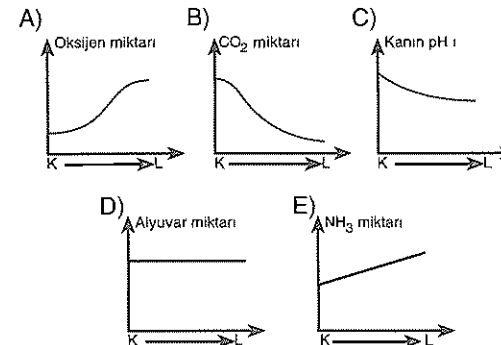 A) Oksijen miktarı
B) CO₂ miktarı
C) Kanın pH ı
K L
K L
K L
D) Alyuvar miktarı
E) NH₃ miktarı
K L
K L